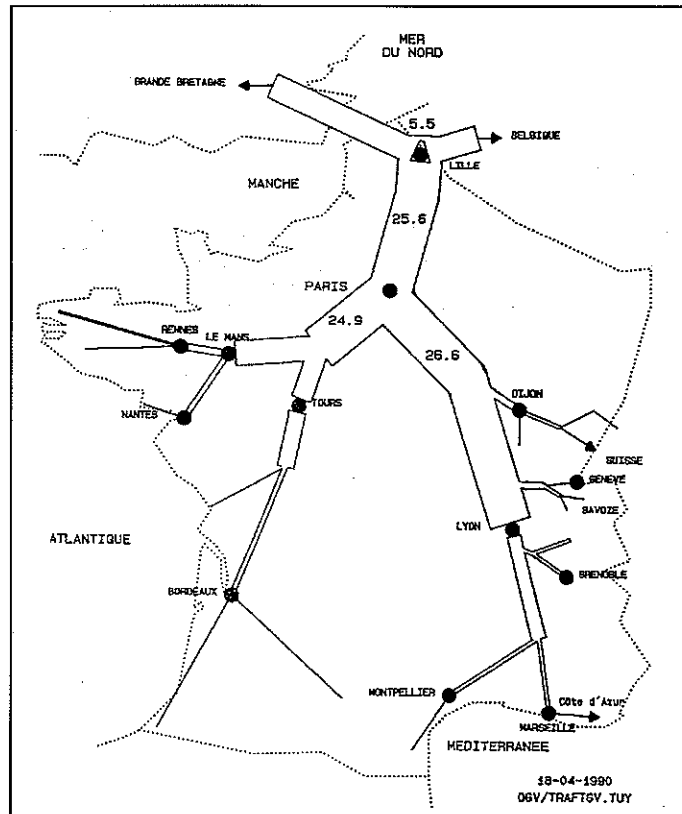 MER
DU NORD
GRANDE BRETAGNE
5.5
BELGIQUE
LILLE
MANCHE
25.6
PARIS
24.9
RENNES
LE MANS
26.6
DIJON
TOURS
NANTES
SUISSE
GENEVE
SAVOIE
LYON
ATLANTIQUE
GRENOBLE
BORDEAUX
MONTPELLIER
Côte d'Azur
MARSEILLE
MEDITERRANEE
18-04-1990
DGV/TRAFTGV.TUY